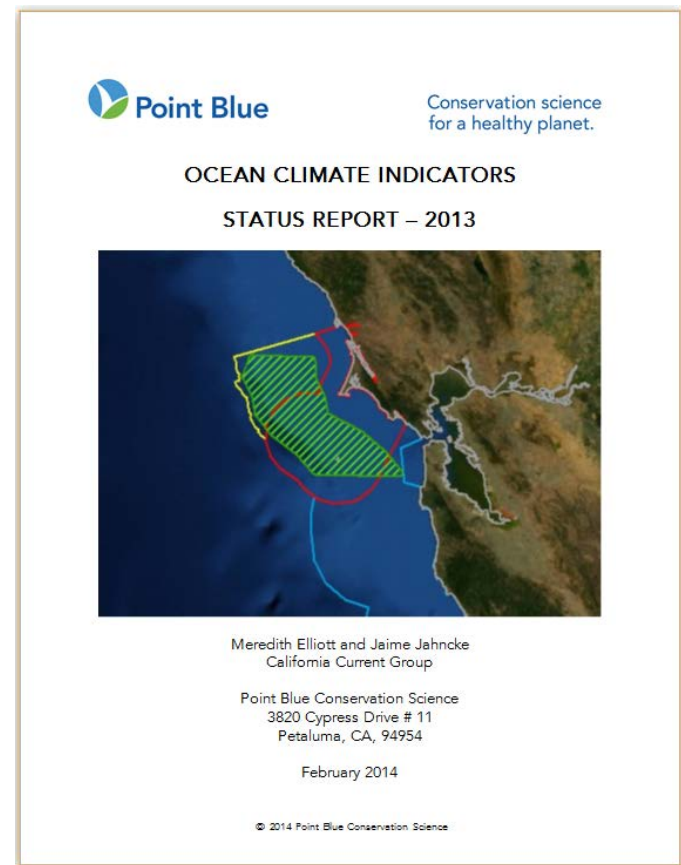 Point Blue
Conservation science
for a healthy planet.
OCEAN CLIMATE INDICATORS
STATUS REPORT – 2013
Meredith Elliott and Jaime Jahncke
California Current Group
Point Blue Conservation Science
3820 Cypress Drive # 11
Petaluma, CA, 94954
February 2014
© 2014 Point Blue Conservation Science